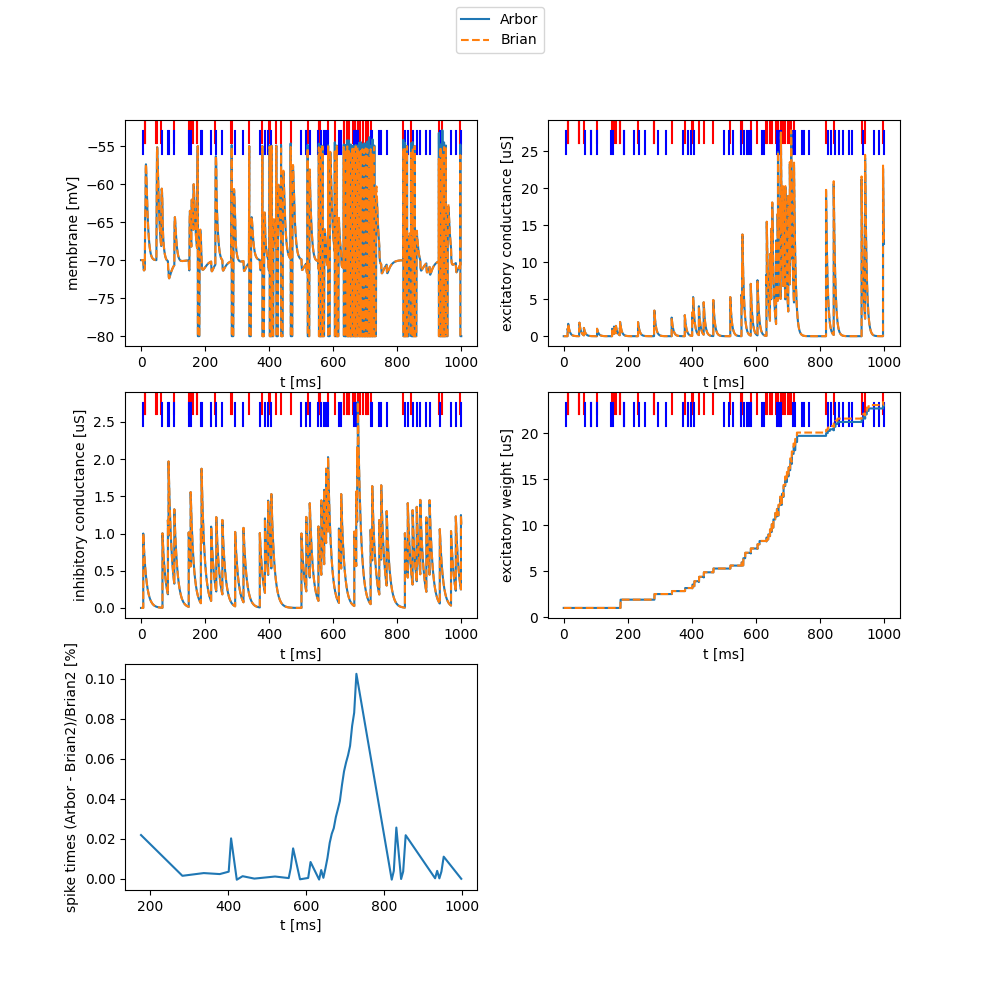 Arbor
Brian
membrane [mV]
−55
−60
−65
−70
−75
−80
0 200 400 600 800 1000
t [ms]
excitatory conductance [uS]
25
20
15
10
5
0
0 200 400 600 800 1000
t [ms]
inhibitory conductance [uS]
2.5
2.0
1.5
1.0
0.5
0.0
0 200 400 600 800 1000
t [ms]
excitatory weight [uS]
20
15
10
5
0
0 200 400 600 800 1000
t [ms]
spike times (Arbor - Brian2)/Brian2 [%]
0.10
0.08
0.06
0.04
0.02
0.00
200 400 600 800 1000
t [ms]